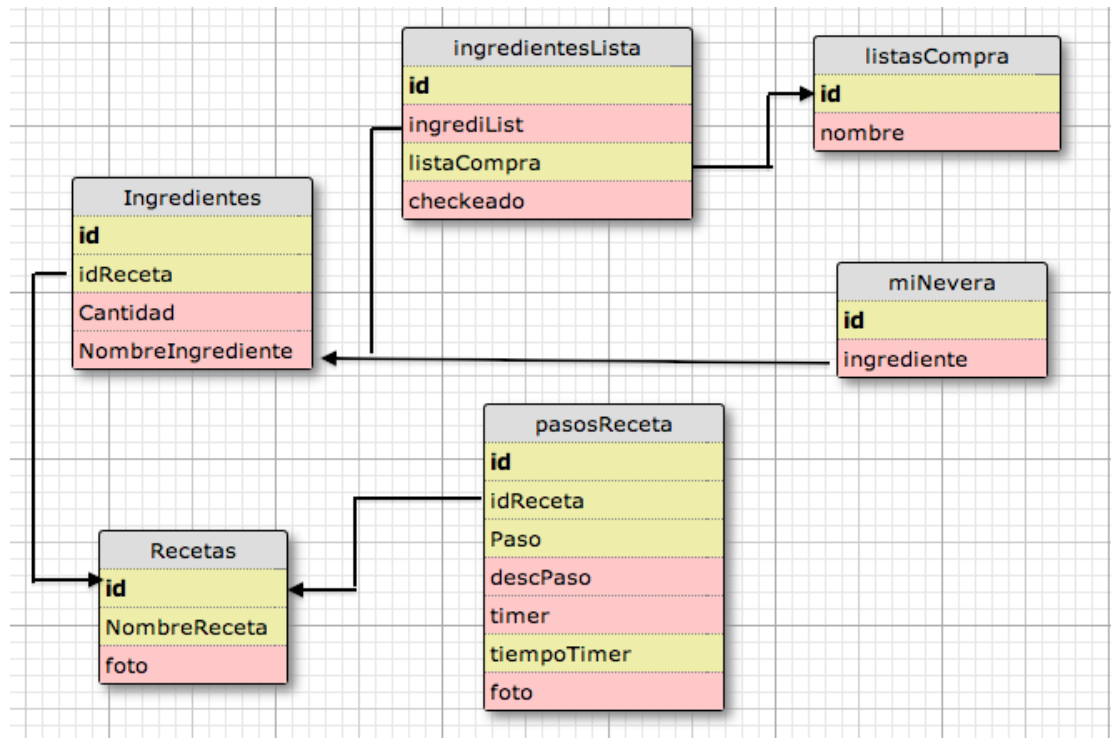 ingredientesLista
id
ingrediList
listaCompra
checkeado
listasCompra
id
nombre
Ingredientes
id
idReceta
Cantidad
NombreIngrediente
miNevera
id
ingrediente
pasosReceta
id
idReceta
Paso
descPaso
timer
tiempoTimer
foto
Recetas
id
NombreReceta
foto